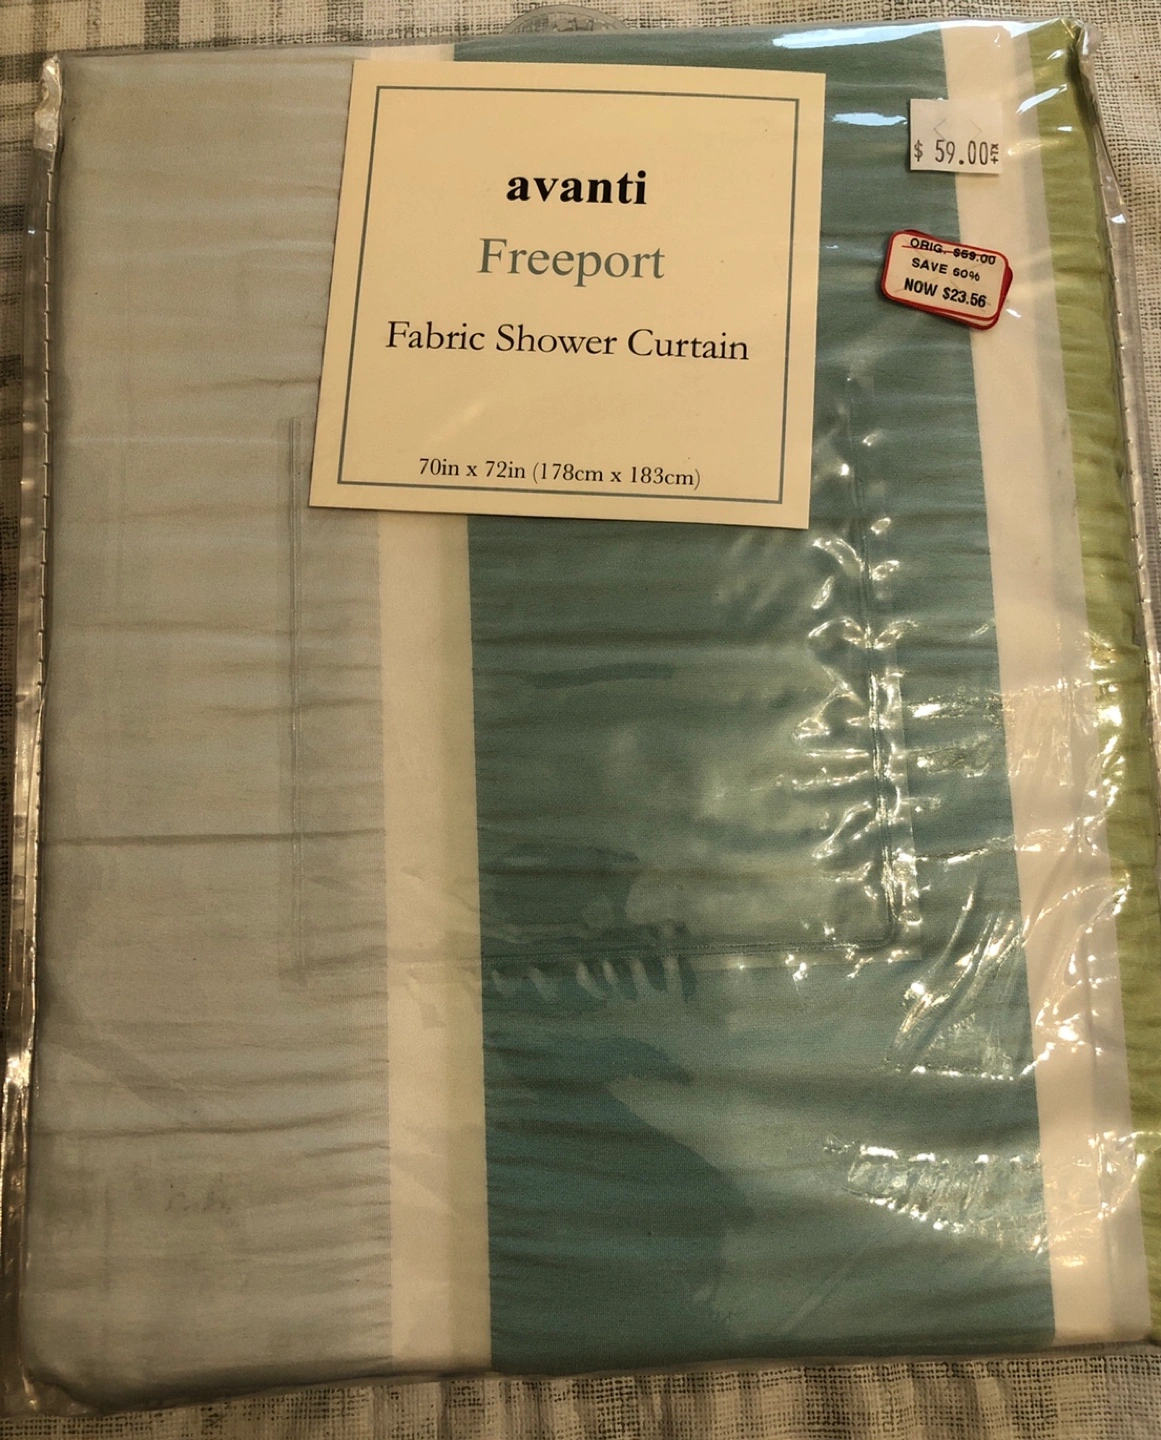 avanti
Freeport
Fabric Shower Curtain
70in x 72in (178cm x 183cm)
$ 59.00
ORIG. $59.00
SAVE 60%
NOW $23.56